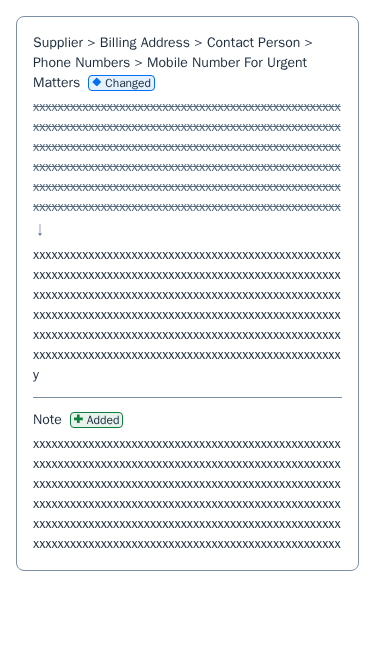 Supplier > Billing Address > Contact Person >
Phone Numbers > Mobile Number For Urgent
Matters Changed
xxxxxxxxxxxxxxxxxxxxxxxxxxxxxxxxxxxxxxxxxxxxxxxxxx
xxxxxxxxxxxxxxxxxxxxxxxxxxxxxxxxxxxxxxxxxxxxxxxxxx
xxxxxxxxxxxxxxxxxxxxxxxxxxxxxxxxxxxxxxxxxxxxxxxxxx
xxxxxxxxxxxxxxxxxxxxxxxxxxxxxxxxxxxxxxxxxxxxxxxxxx
xxxxxxxxxxxxxxxxxxxxxxxxxxxxxxxxxxxxxxxxxxxxxxxxxx
xxxxxxxxxxxxxxxxxxxxxxxxxxxxxxxxxxxxxxxxxxxxxxxxxx
↓
xxxxxxxxxxxxxxxxxxxxxxxxxxxxxxxxxxxxxxxxxxxxxxxxxx
xxxxxxxxxxxxxxxxxxxxxxxxxxxxxxxxxxxxxxxxxxxxxxxxxx
xxxxxxxxxxxxxxxxxxxxxxxxxxxxxxxxxxxxxxxxxxxxxxxxxx
xxxxxxxxxxxxxxxxxxxxxxxxxxxxxxxxxxxxxxxxxxxxxxxxxx
xxxxxxxxxxxxxxxxxxxxxxxxxxxxxxxxxxxxxxxxxxxxxxxxxx
xxxxxxxxxxxxxxxxxxxxxxxxxxxxxxxxxxxxxxxxxxxxxxxxxx
y
Note Added
xxxxxxxxxxxxxxxxxxxxxxxxxxxxxxxxxxxxxxxxxxxxxxxxxx
xxxxxxxxxxxxxxxxxxxxxxxxxxxxxxxxxxxxxxxxxxxxxxxxxx
xxxxxxxxxxxxxxxxxxxxxxxxxxxxxxxxxxxxxxxxxxxxxxxxxx
xxxxxxxxxxxxxxxxxxxxxxxxxxxxxxxxxxxxxxxxxxxxxxxxxx
xxxxxxxxxxxxxxxxxxxxxxxxxxxxxxxxxxxxxxxxxxxxxxxxxx
xxxxxxxxxxxxxxxxxxxxxxxxxxxxxxxxxxxxxxxxxxxxxxxxxx